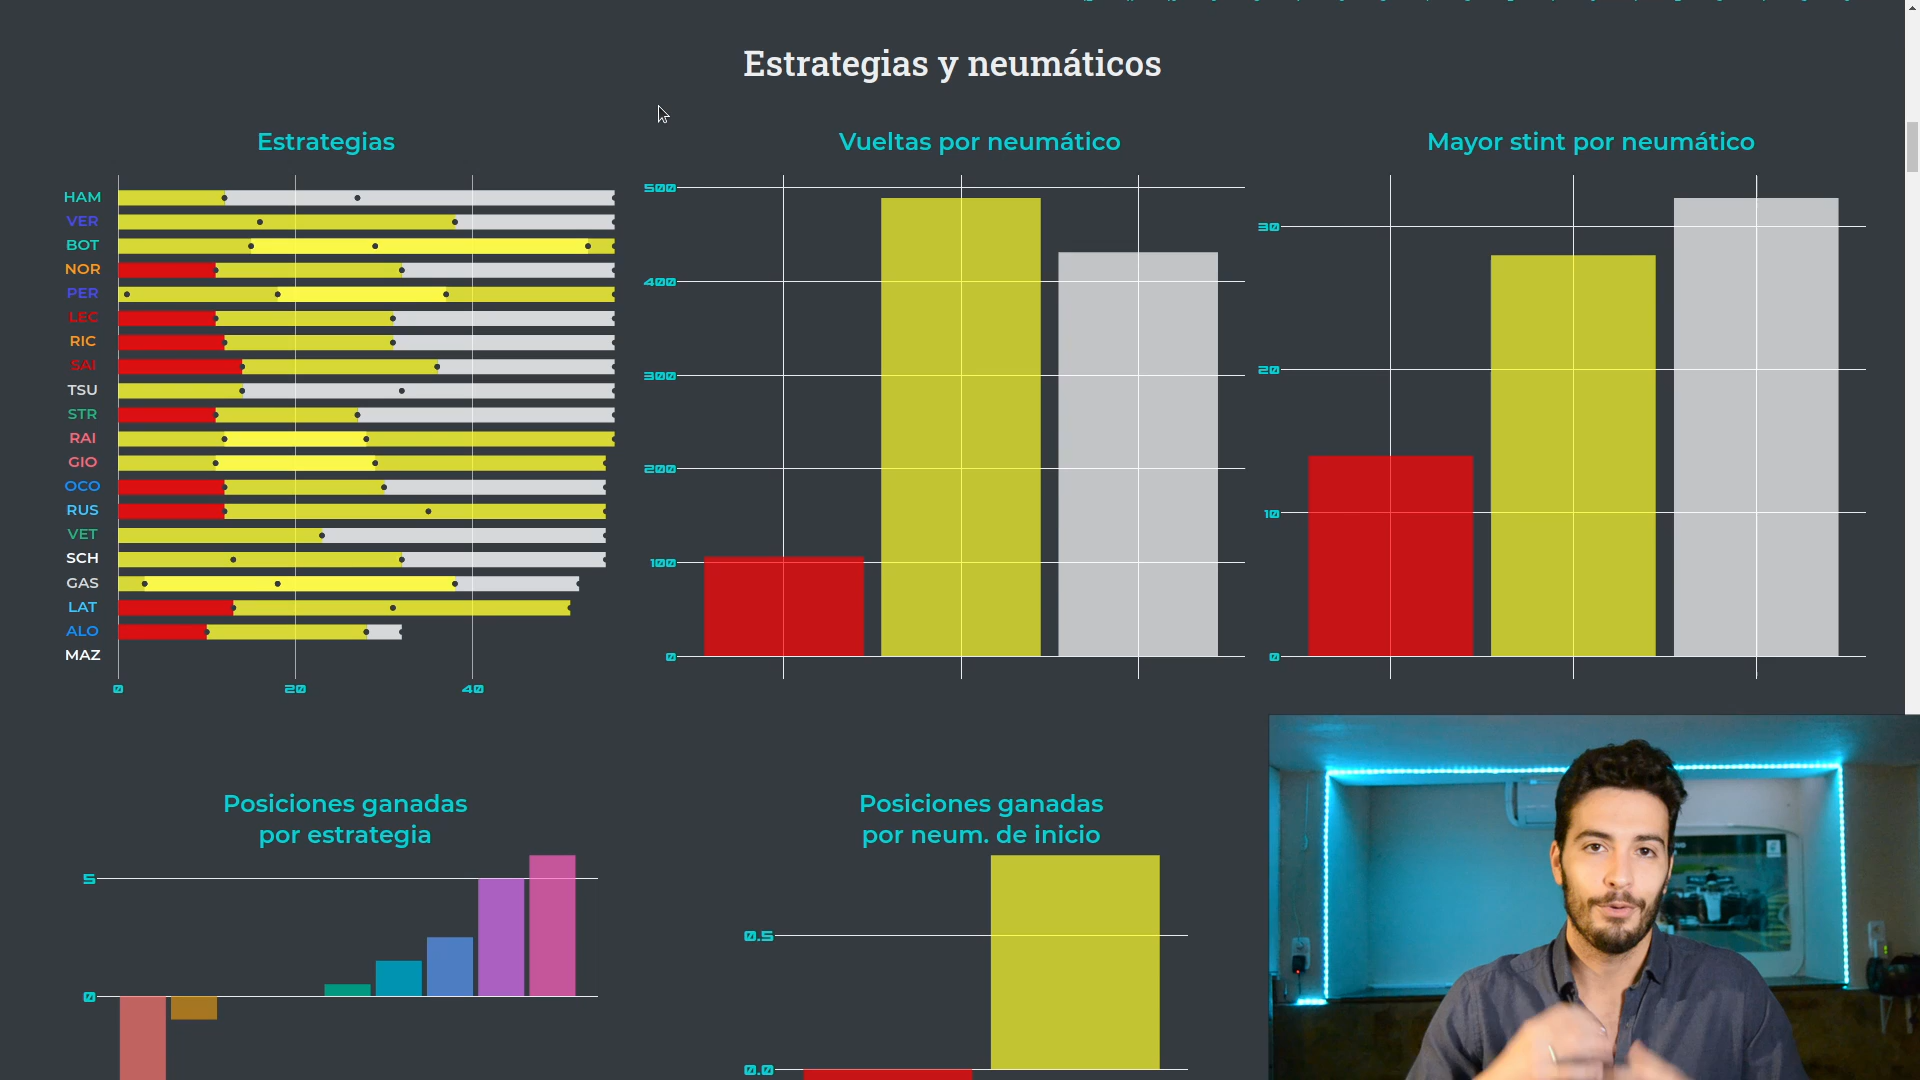 Estrategias y neumáticos
Estrategias
HAM
VER
BOT
NOR
PER
LEC
RIC
SAI
TSU
STR
RAI
GIO
OCO
RUS
VET
SCH
GAS
LAT
ALO
MAZ
0 20 40
Vueltas por neumático
500
400
300
200
100
0
Mayor stint por neumático
30
20
10
0
Posiciones ganadas
por estrategia
5
0
Posiciones ganadas
por neum. de inicio
0.5
0.0